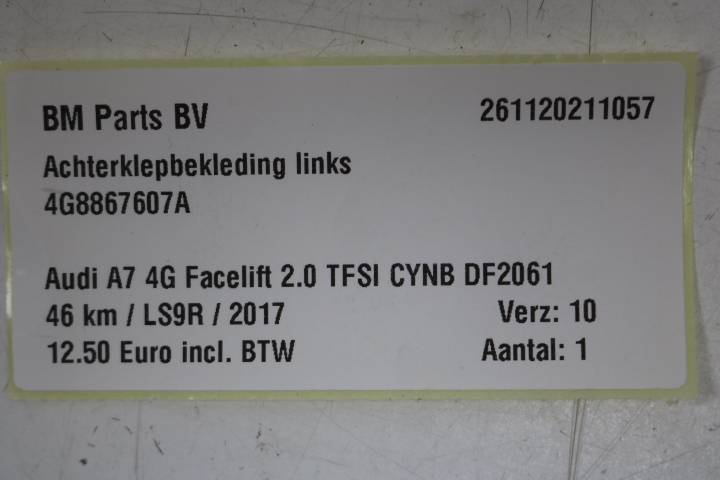 BM Parts BV 261120211057
Achterklepbekleding links
4G8867607A
Audi A7 4G Facelift 2.0 TFSI CYNB DF2061
46 km / LS9R / 2017 Verz: 10
12.50 Euro incl. BTW Aantal: 1